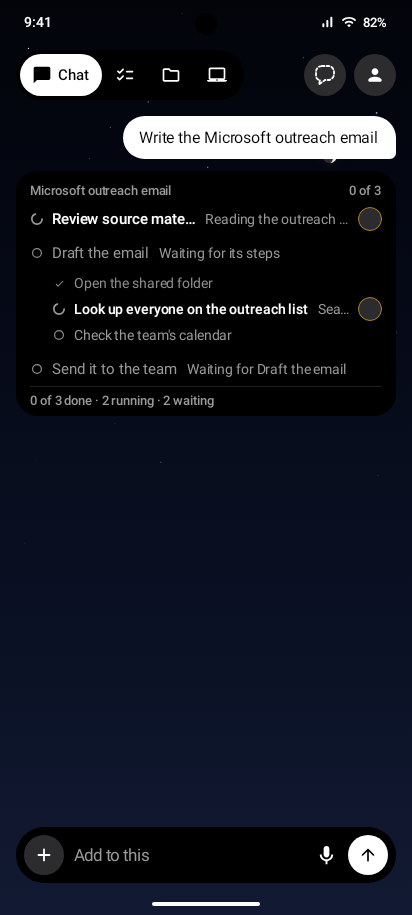 9:41
82%
Chat
Write the Microsoft outreach email
Microsoft outreach email 0 of 3
Review source mate... Reading the outreach ...
Draft the email Waiting for its steps
Open the shared folder
Look up everyone on the outreach list Sea...
Check the team's calendar
Send it to the team Waiting for Draft the email
0 of 3 done · 2 running · 2 waiting
Add to this